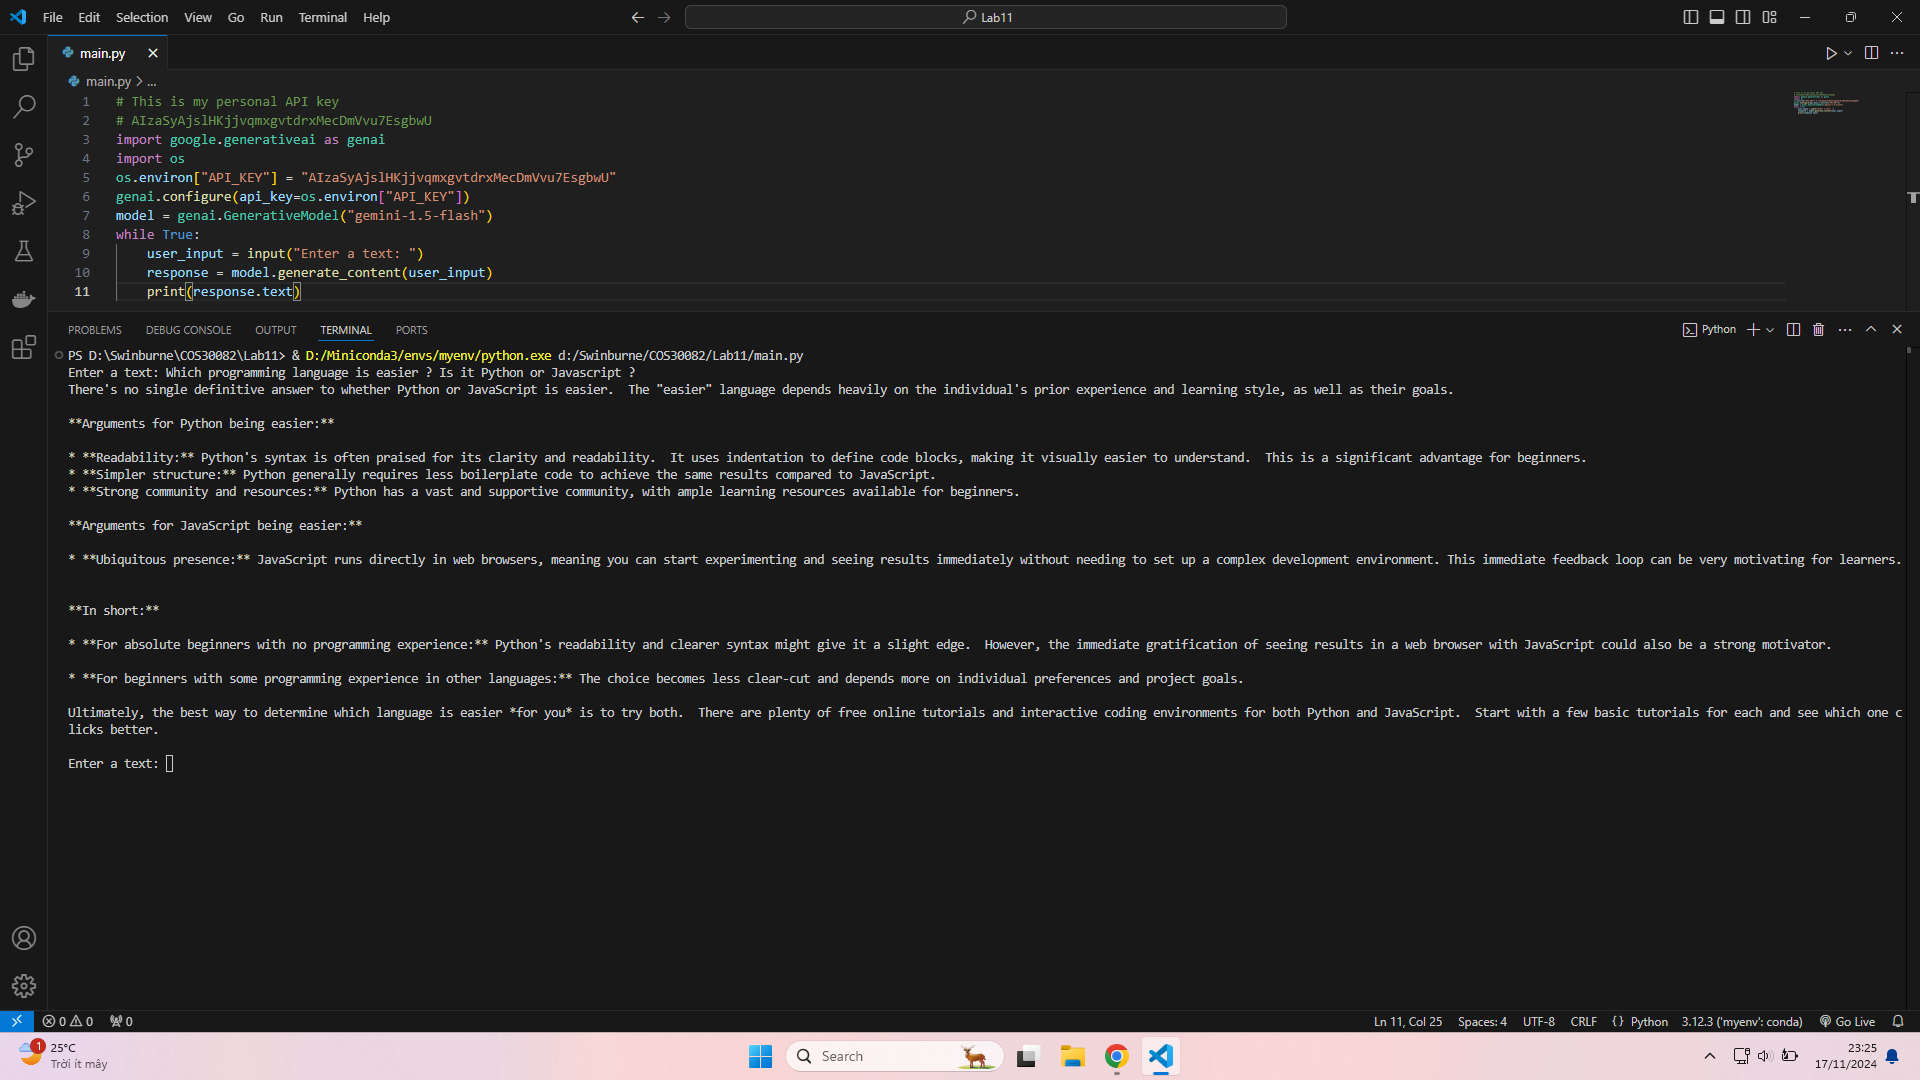 File Edit Selection View Go Run Terminal Help
Lab11
main.py
main.py > ...
1 # This is my personal API key
2 # AIzaSyAjslHKjjvqmxgvtdrxMecDmVvu7EsgbwU
3 import google.generativeai as genai
4 import os
5 os.environ["API_KEY"] = "AIzaSyAjslHKjjvqmxgvtdrxMecDmVvu7EsgbwU"
6 genai.configure(api_key=os.environ["API_KEY"])
7 model = genai.GenerativeModel("gemini-1.5-flash")
8 while True:
9 user_input = input("Enter a text: ")
10 response = model.generate_content(user_input)
11 print(response.text)
PROBLEMS DEBUG CONSOLE OUTPUT TERMINAL PORTS
Python
PS D:\Swinburne\COS30082\Lab11> & D:/Miniconda3/envs/myenv/python.exe d:/Swinburne/COS30082/Lab11/main.py
Enter a text: Which programming language is easier ? Is it Python or Javascript ?
There's no single definitive answer to whether Python or JavaScript is easier.  The "easier" language depends heavily on the individual's prior experience and learning style, as well as their goals.
**Arguments for Python being easier:**
* **Readability:** Python's syntax is often praised for its clarity and readability.  It uses indentation to define code blocks, making it visually easier to understand.  This is a significant advantage for beginners.
* **Simpler structure:** Python generally requires less boilerplate code to achieve the same results compared to JavaScript.
* **Strong community and resources:** Python has a vast and supportive community, with ample learning resources available for beginners.
**Arguments for JavaScript being easier:**
* **Ubiquitous presence:** JavaScript runs directly in web browsers, meaning you can start experimenting and seeing results immediately without needing to set up a complex development environment. This immediate feedback loop can be very motivating for learners.
**In short:**
* **For absolute beginners with no programming experience:** Python's readability and clearer syntax might give it a slight edge.  However, the immediate gratification of seeing results in a web browser with JavaScript could also be a strong motivator.
* **For beginners with some programming experience in other languages:** The choice becomes less clear-cut and depends more on individual preferences and project goals.
Ultimately, the best way to determine which language is easier *for you* is to try both.  There are plenty of free online tutorials and interactive coding environments for both Python and JavaScript.  Start with a few basic tutorials for each and see which one c
licks better.
Enter a text:
0 0 0
Ln 11, Col 25 Spaces: 4 UTF-8 CRLF {} Python 3.12.3 ('myenv': conda) Go Live
1
25°C
Trời ít mây
Search
23:25
17/11/2024